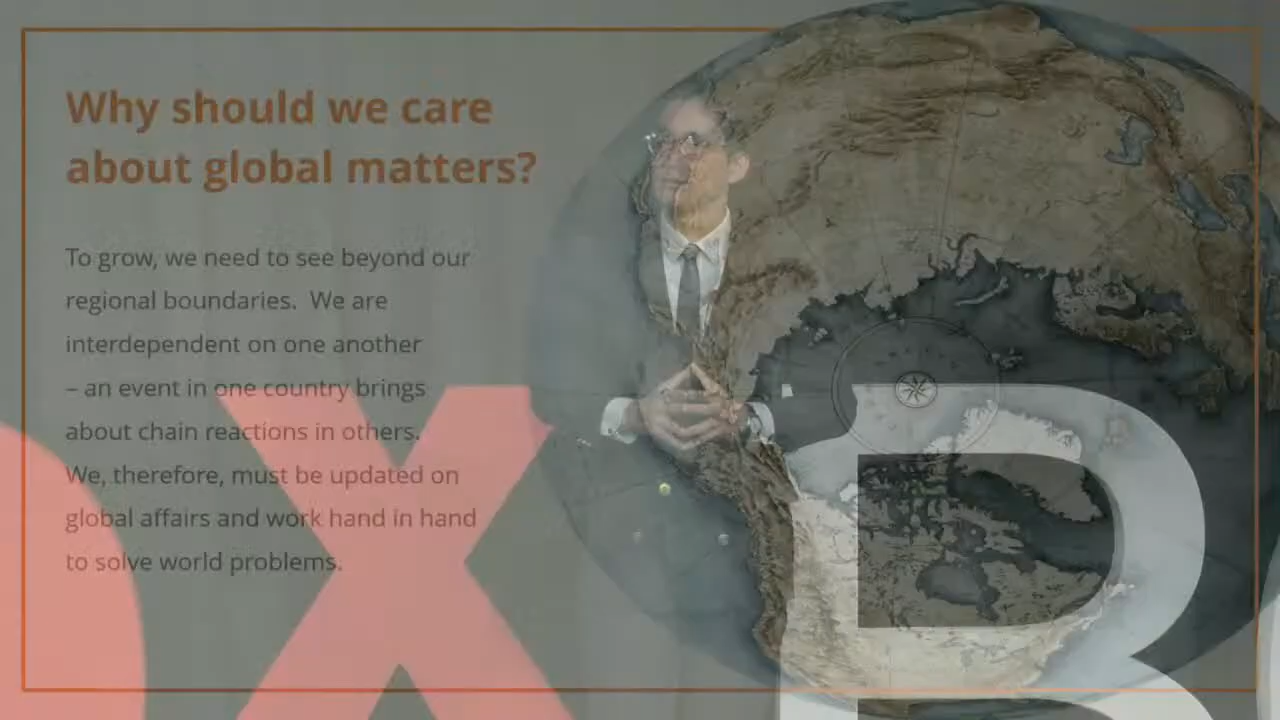 Why should we care
about global matters?
To grow, we need to see beyond our
regional boundaries.  We are
interdependent on one another
– an event in one country brings
about chain reactions in others.
We, therefore, must be updated on
global affairs and work hand in hand
to solve world problems.
X R